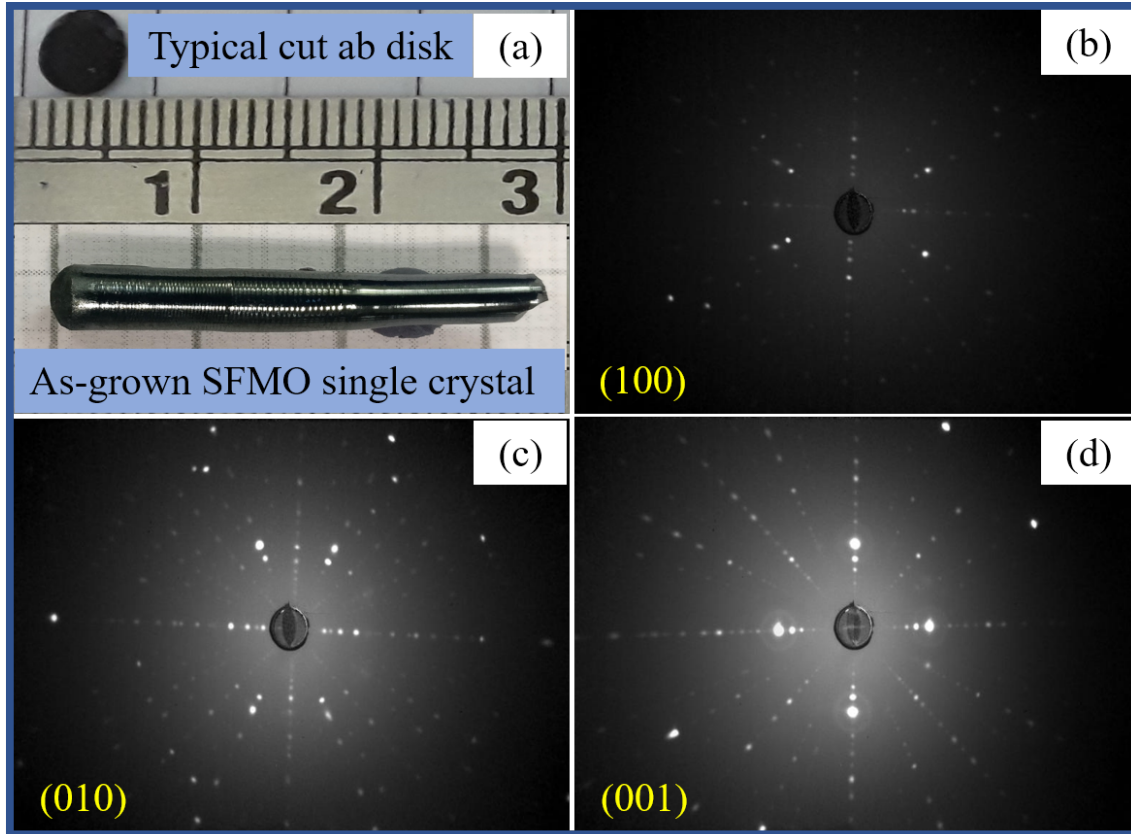 Typical cut ab disk
(a)
1 2 3
As-grown SFMO single crystal
(b)
(100)
(c)
(010)
(d)
(001)